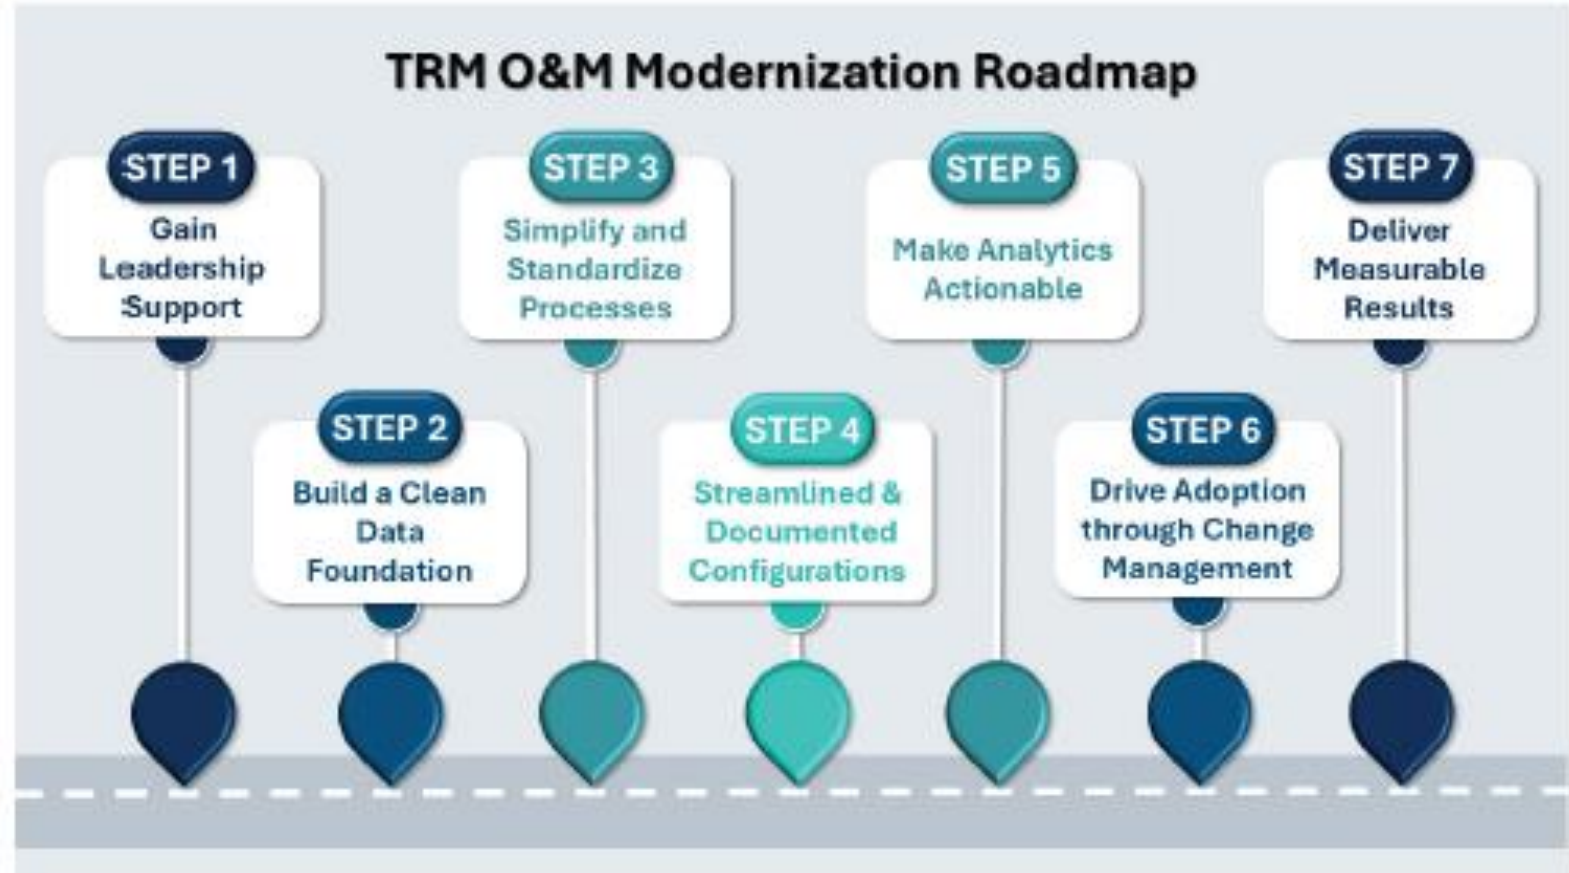 TRM O&M Modernization Roadmap
STEP 1
Gain
Leadership
Support
STEP 2
Build a Clean
Data
Foundation
STEP 3
Simplify and
Standardize
Processes
STEP 4
Streamlined &
Documented
Configurations
STEP 5
Make Analytics
Actionable
STEP 6
Drive Adoption
through Change
Management
STEP 7
Deliver
Measurable
Results